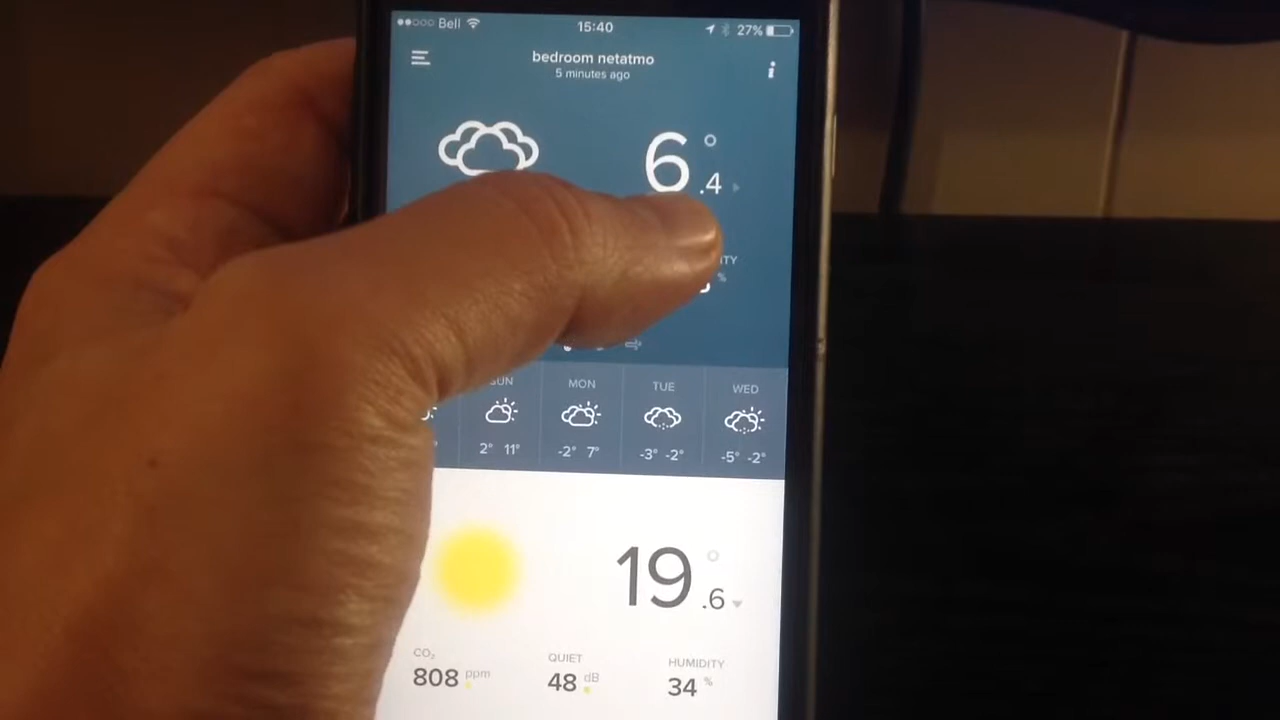 Bell 15:40 27%
bedroom netatmo
5 minutes ago
i
6°.4
%
SUN MON TUE WED
2° 11° -2° 7° -3° -2° -5° -2°
19°.6
CO₂ QUIET HUMIDITY
808 ppm 48 dB 34 %